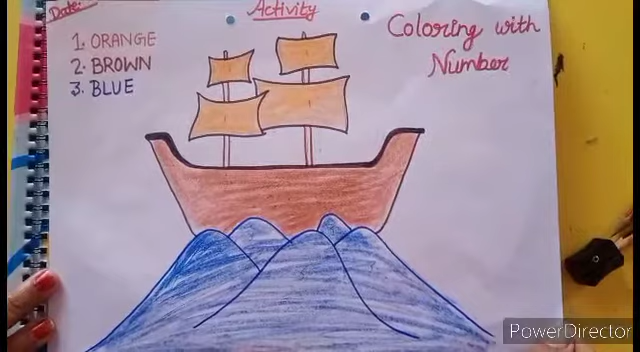 Date:
Activity
Coloring with
Number
1. ORANGE
2. BROWN
3. BLUE
PowerDirector